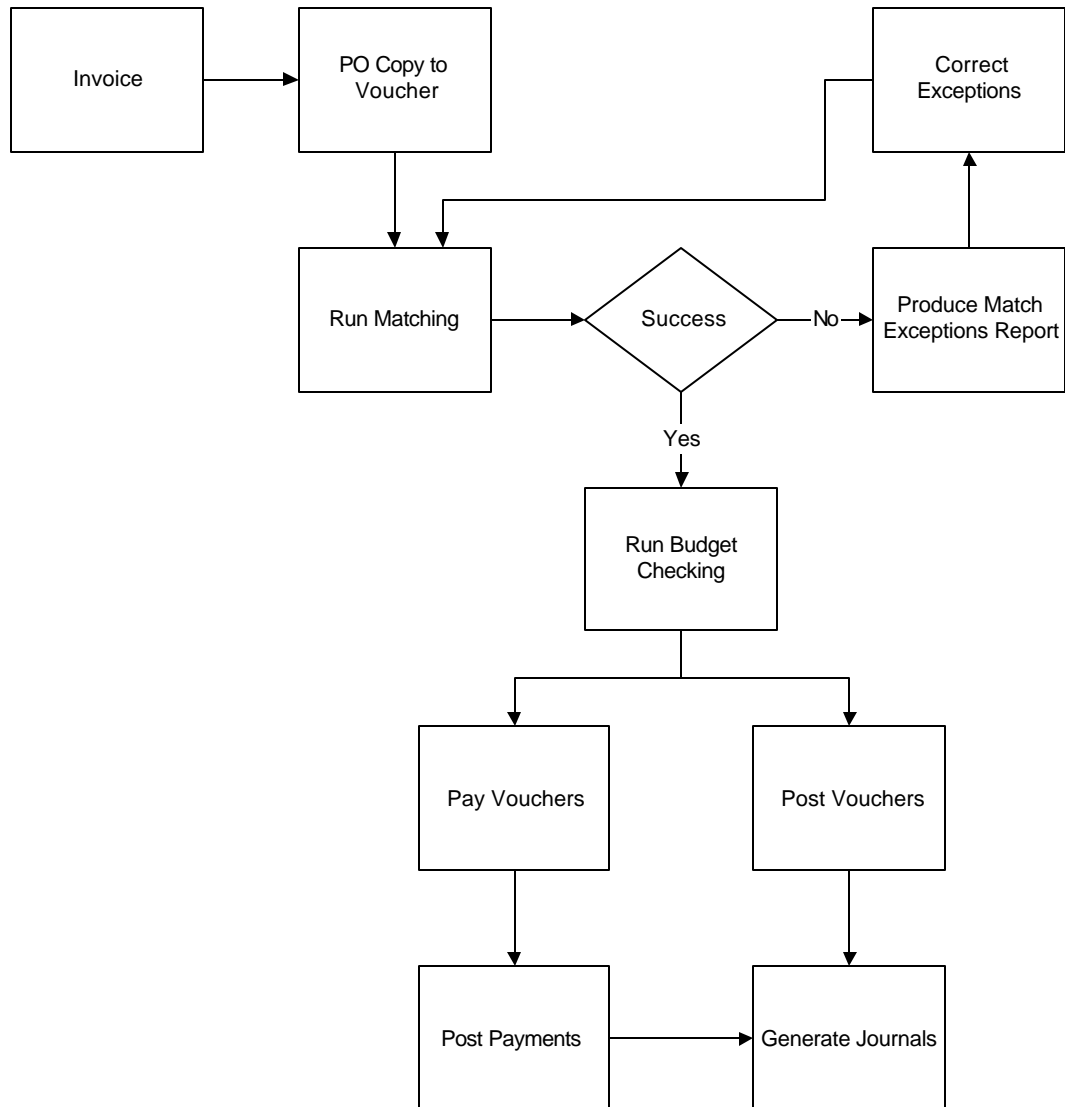 Invoice
PO Copy to
Voucher
Correct
Exceptions
Run Matching
Success
No
Produce Match
Exceptions Report
Yes
Run Budget
Checking
Pay Vouchers
Post Vouchers
Post Payments
Generate Journals